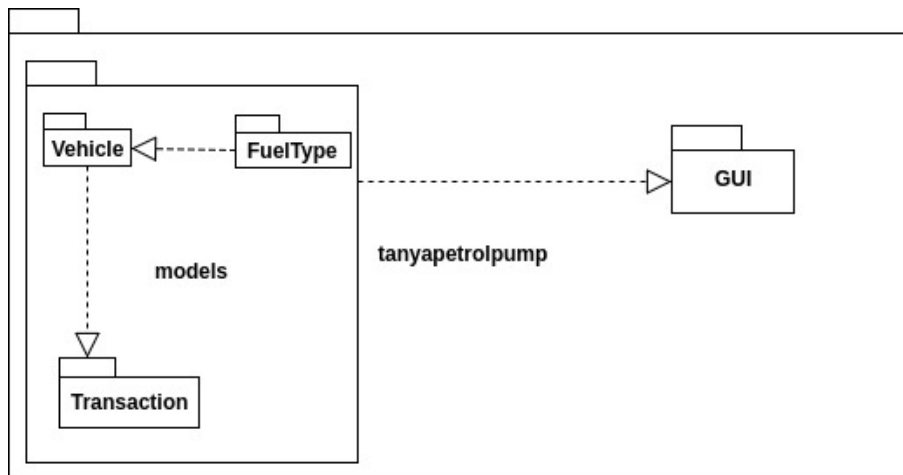 Vehicle
FuelType
GUI
tanyapetrolpump
models
Transaction